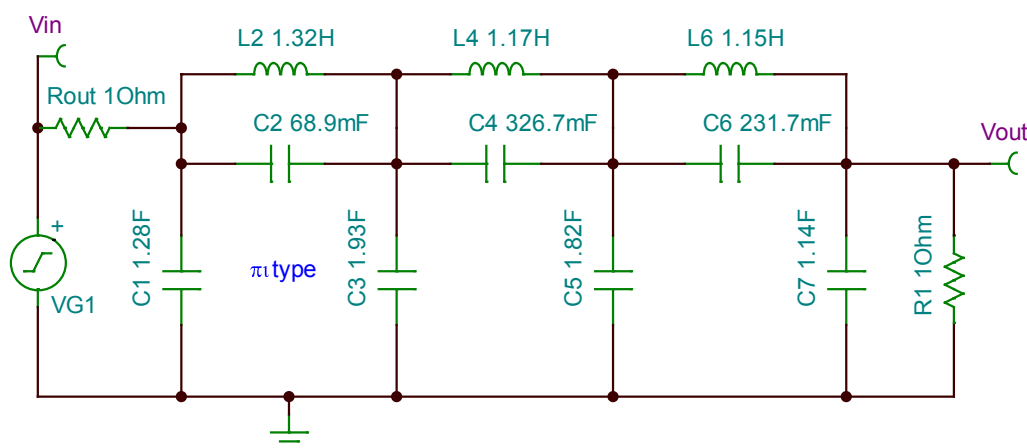 Vin
L2 1.32H
L4 1.17H
L6 1.15H
Rout 1Ohm
C2 68.9mF
C4 326.7mF
C6 231.7mF
Vout
+
VG1
C1 1.28F
πι type
C3 1.93F
C5 1.82F
C7 1.14F
R1 1Ohm